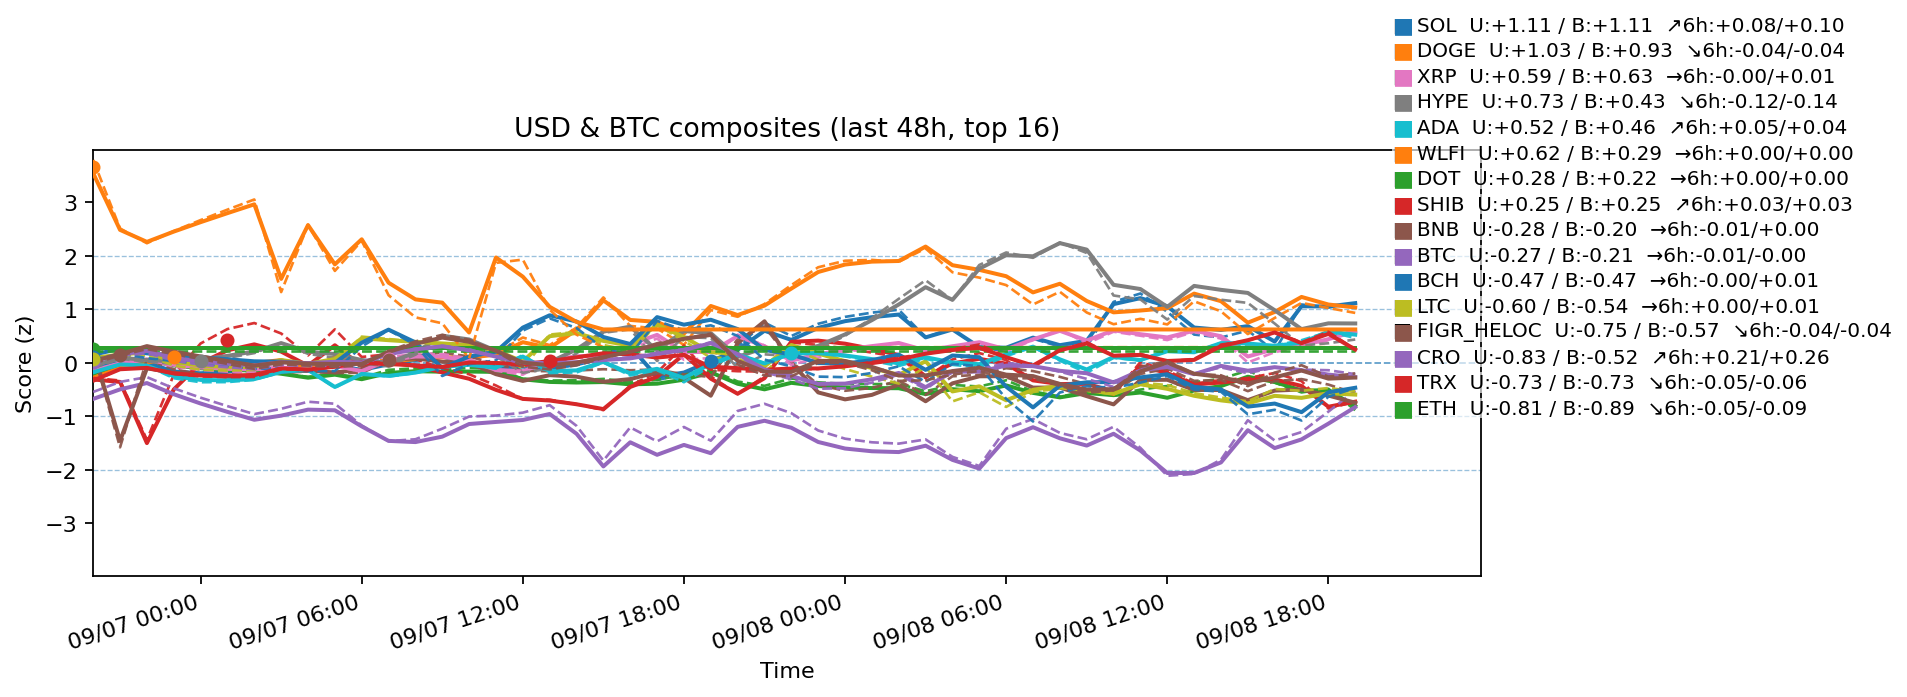 SOL  U:+1.11 / B:+1.11  ↗6h:+0.08/+0.10
DOGE  U:+1.03 / B:+0.93  ↘6h:-0.04/-0.04
XRP  U:+0.59 / B:+0.63  →6h:-0.00/+0.01
HYPE  U:+0.73 / B:+0.43  ↘6h:-0.12/-0.14
ADA  U:+0.52 / B:+0.46  ↗6h:+0.05/+0.04
WLFI  U:+0.62 / B:+0.29  →6h:+0.00/+0.00
DOT  U:+0.28 / B:+0.22  →6h:+0.00/+0.00
SHIB  U:+0.25 / B:+0.25  ↗6h:+0.03/+0.03
BNB  U:-0.28 / B:-0.20  →6h:-0.01/+0.00
BTC  U:-0.27 / B:-0.21  →6h:-0.01/-0.00
BCH  U:-0.47 / B:-0.47  →6h:-0.00/+0.01
LTC  U:-0.60 / B:-0.54  →6h:+0.00/+0.01
FIGR_HELOC  U:-0.75 / B:-0.57  ↘6h:-0.04/-0.04
CRO  U:-0.83 / B:-0.52  ↗6h:+0.21/+0.26
TRX  U:-0.73 / B:-0.73  ↘6h:-0.05/-0.06
ETH  U:-0.81 / B:-0.89  ↘6h:-0.05/-0.09
USD & BTC composites (last 48h, top 16)
Score (z)
3
2
1
0
−1
−2
−3
09/07 00:00
09/07 06:00
09/07 12:00
09/07 18:00
09/08 00:00
09/08 06:00
09/08 12:00
09/08 18:00
Time